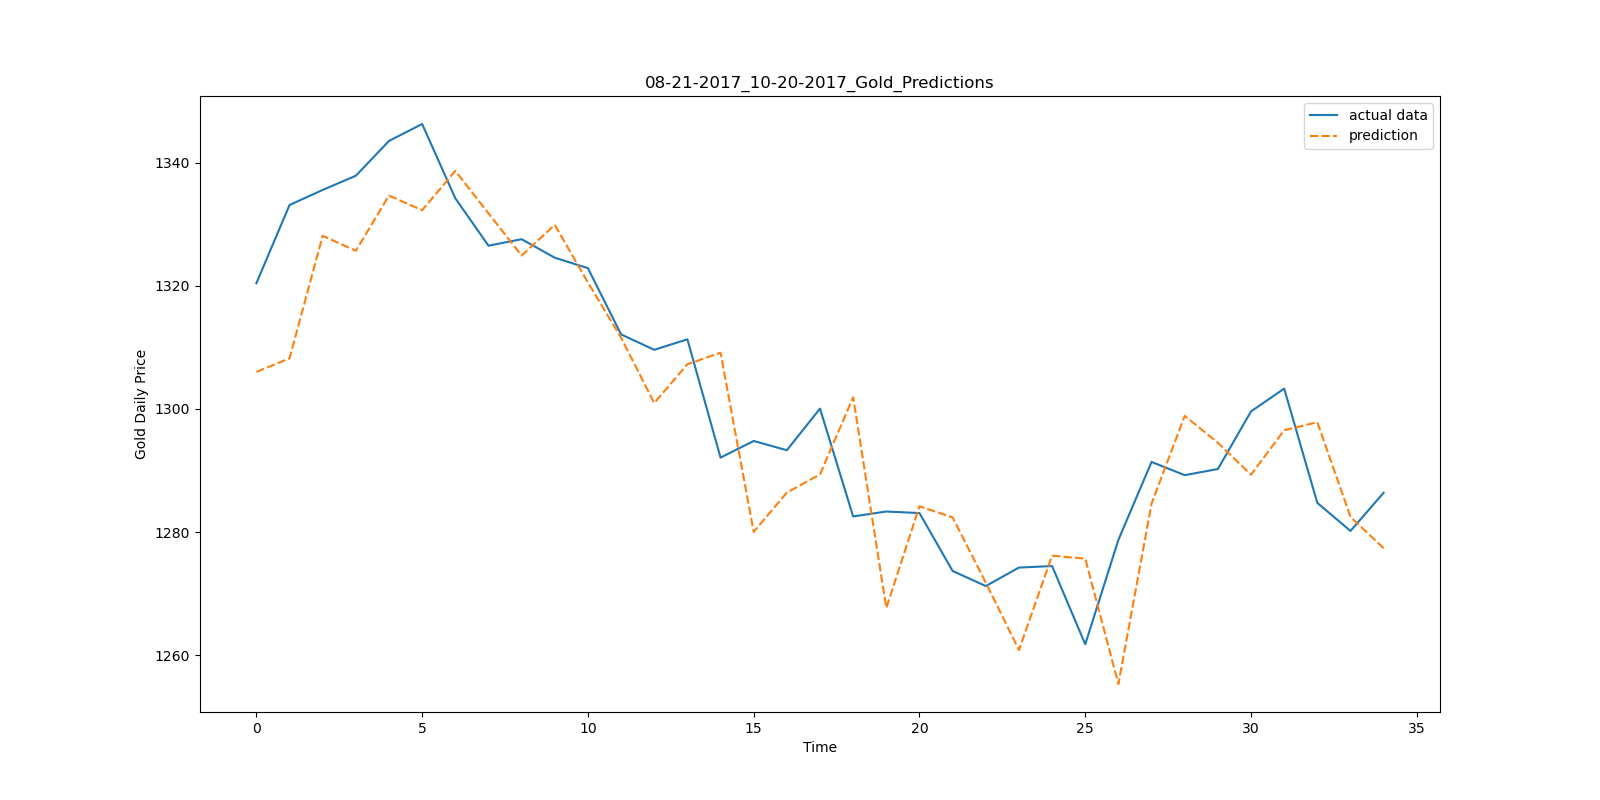 08-21-2017_10-20-2017_Gold_Predictions
actual data
prediction
Gold Daily Price
1340
1320
1300
1280
1260
0 5 10 15 20 25 30 35
Time